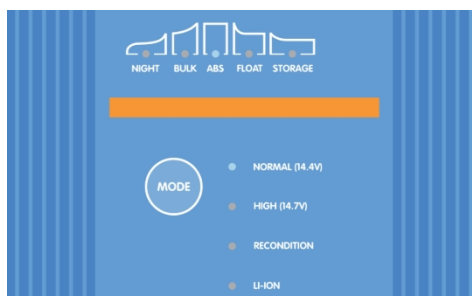 NIGHT BULK ABS FLOAT STORAGE
MODE
NORMAL (14.4V)
HIGH (14.7V)
RECONDITION
LI-ION